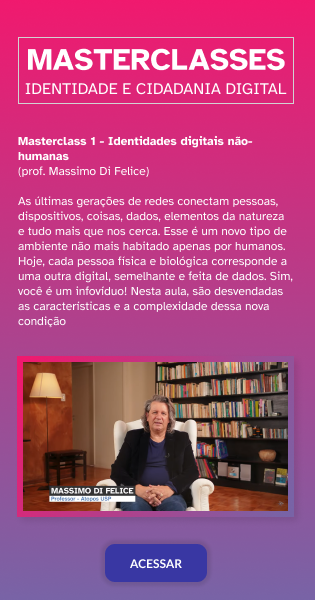 MASTERCLASSES
IDENTIDADE E CIDADANIA DIGITAL
Masterclass 1 - Identidades digitais não-
humanas
(prof. Massimo Di Felice)
As últimas gerações de redes conectam pessoas,
dispositivos, coisas, dados, elementos da natureza
e tudo mais que nos cerca. Esse é um novo tipo de
ambiente não mais habitado apenas por humanos.
Hoje, cada pessoa física e biológica corresponde a
uma outra digital, semelhante e feita de dados. Sim,
você é um infovíduo! Nesta aula, são desvendadas
as características e a complexidade dessa nova
condição
MASSIMO DI FELICE
Professor - Atopos USP
ACESSAR